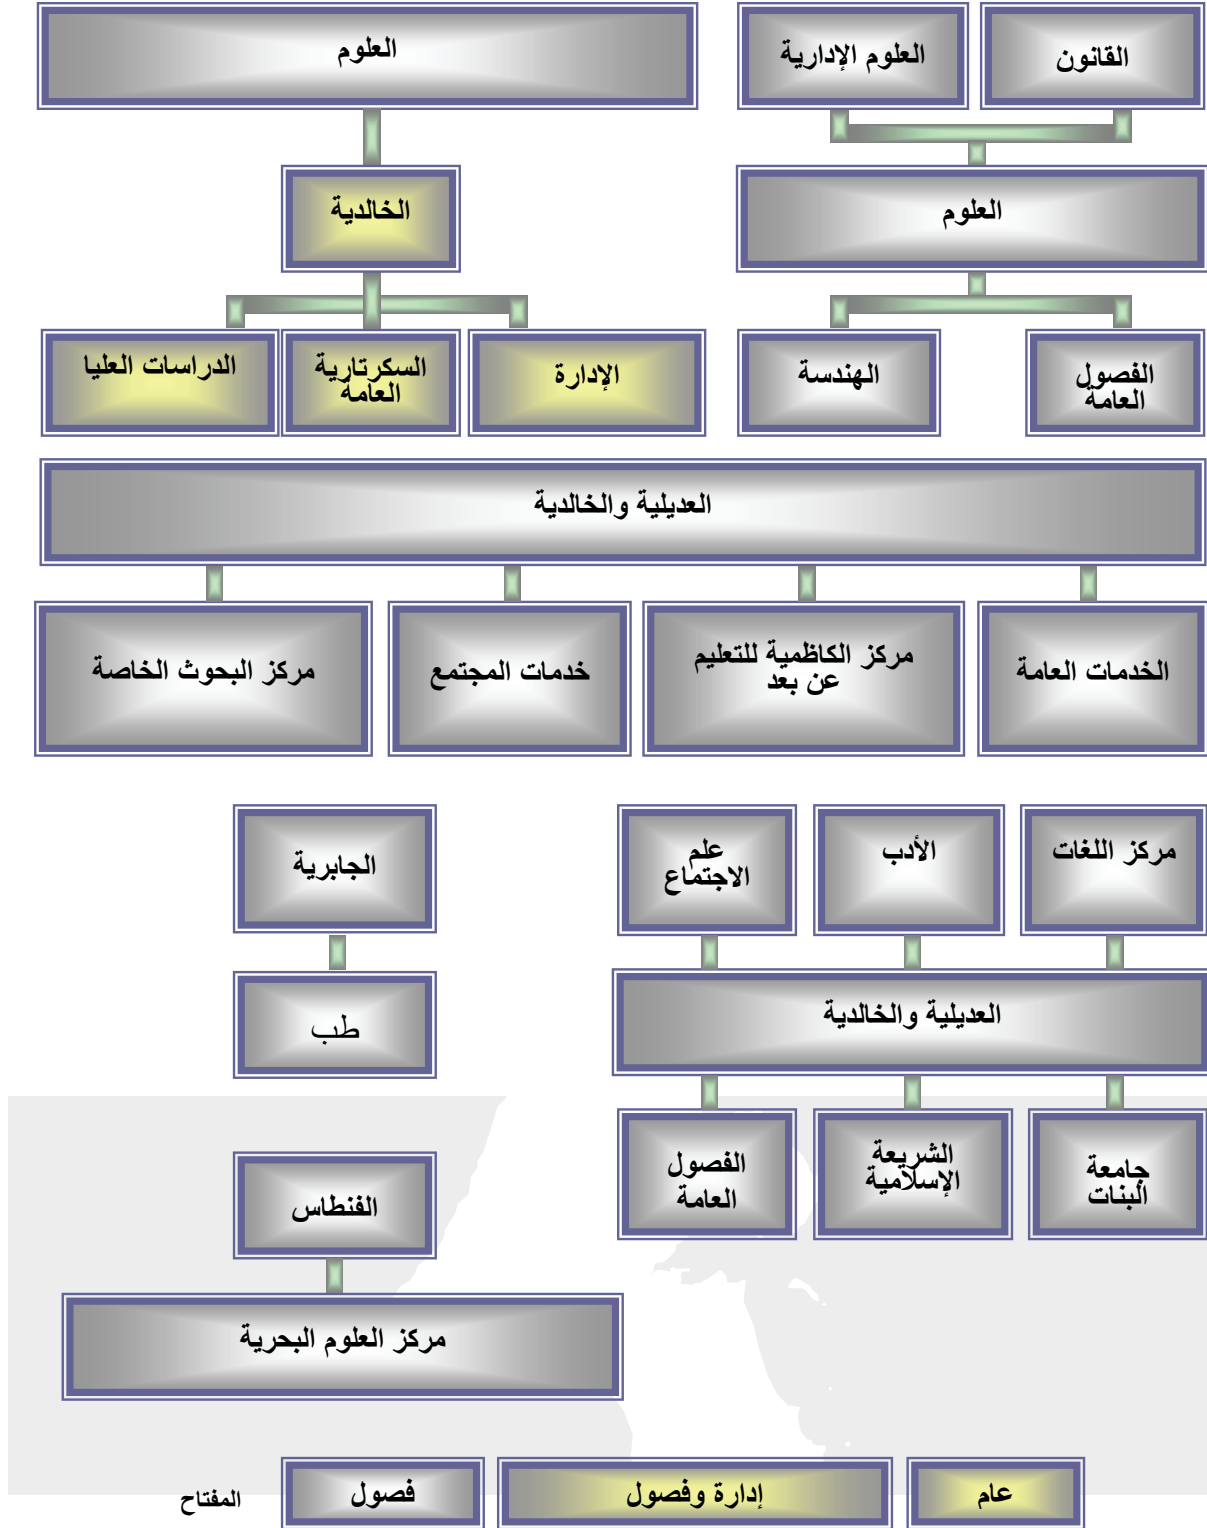 القانون
العلوم الإدارية
العلوم
العلوم
الخالدية
الفصول
العامة
الهندسة
الإدارة
السكرتارية
العامة
الدراسات العليا
العديلية والخالدية
الخدمات العامة
مركز الكاظمية للتعليم
عن بعد
خدمات المجتمع
مركز البحوث الخاصة
مركز اللغات
الأدب
علم
الاجتماع
الجابرية
العديلية والخالدية
طب
جامعة
البنات
الشريعة
الإسلامية
الفصول
العامة
الفنطاس
مركز العلوم البحرية
عام
إدارة وفصول
فصول
المفتاح